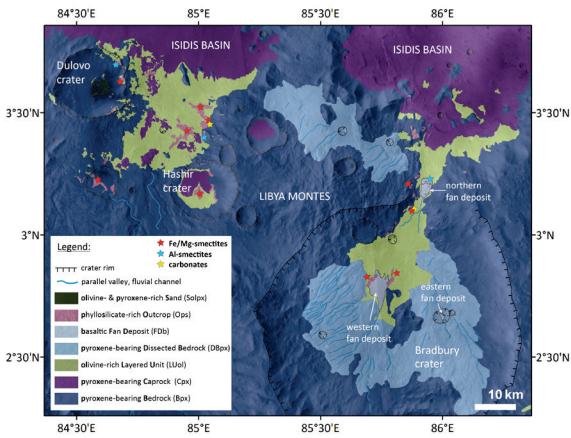 84°30'E
85°E
85°30'E
86°E
ISIDIS BASIN
ISIDIS BASIN
Dulovo
crater
3°30'N
3°30'N
Hashir
crater
LIBYA MONTES
northern
fan deposit
3°N
3°N
Legend:
Fe/Mg-smectites
Al-smectites
carbonates
crater rim
parallel valley, fluvial channel
olivine- & pyroxene-rich Sand (Solpx)
phyllosilicate-rich Outcrop (Ops)
basaltic Fan Deposit (FDb)
pyroxene-bearing Dissected Bedrock (DBpx)
olivine-rich Layered Unit (LUol)
pyroxene-bearing Caprock (Cpx)
pyroxene-bearing Bedrock (Bpx)
eastern
fan deposit
western
fan deposit
Bradbury
crater
2°30'N
2°30'N
10 km
84°30'E
85°E
85°30'E
86°E